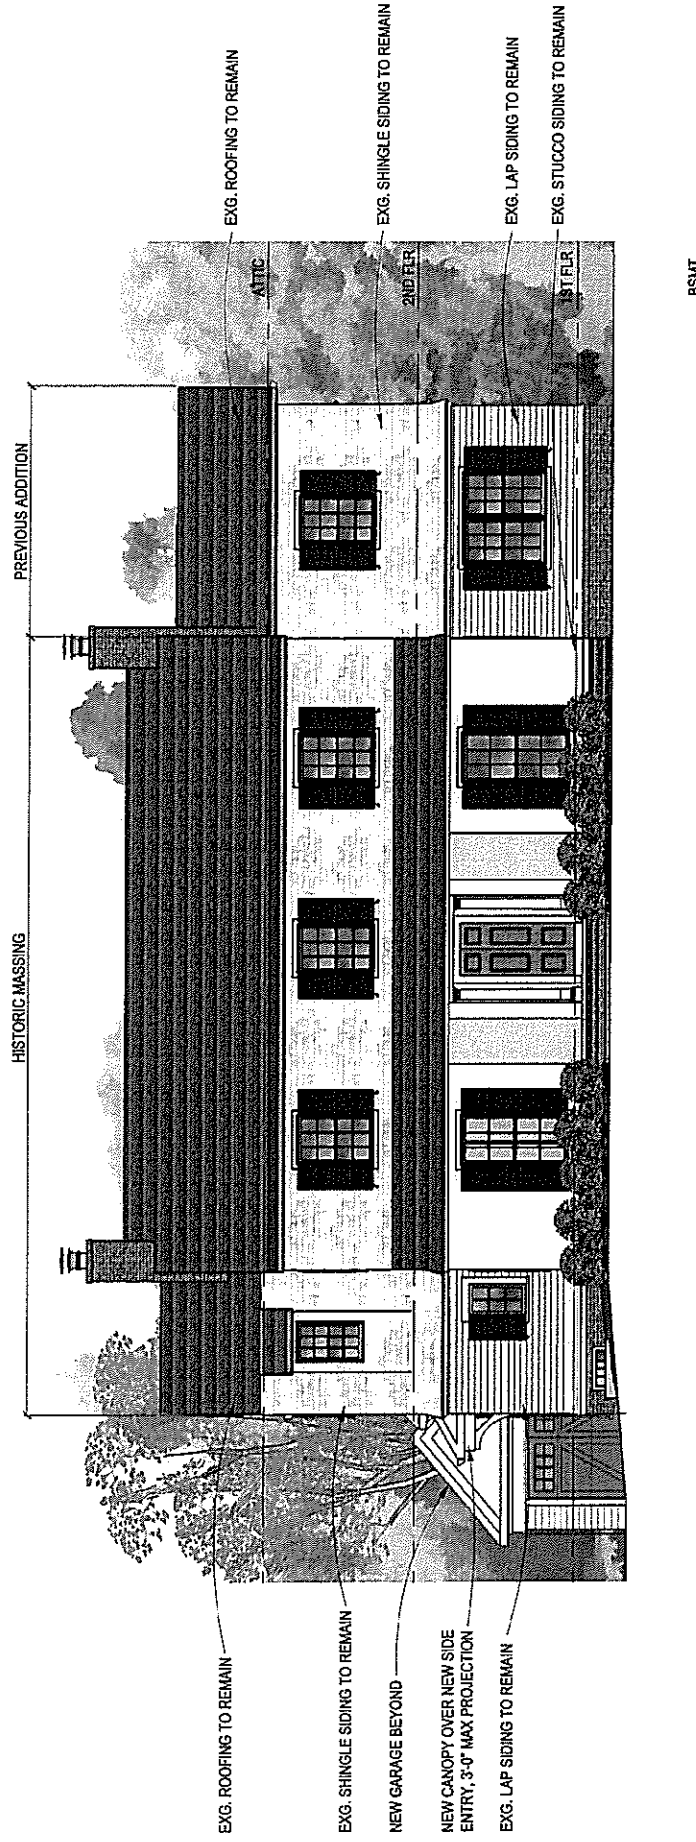 HISTORIC MASSING
PREVIOUS ADDITION
EXG. ROOFING TO REMAIN
EXG. SHINGLE SIDING TO REMAIN
NEW GARAGE BEYOND
NEW CANOPY OVER NEW SIDE
ENTRY, 3'-0" MAX PROJECTION
EXG. LAP SIDING TO REMAIN
ATTIC
2ND FLR
1ST FLR
BSMT
EXG. ROOFING TO REMAIN
EXG. SHINGLE SIDING TO REMAIN
EXG. LAP SIDING TO REMAIN
EXG. STUCCO SIDING TO REMAIN